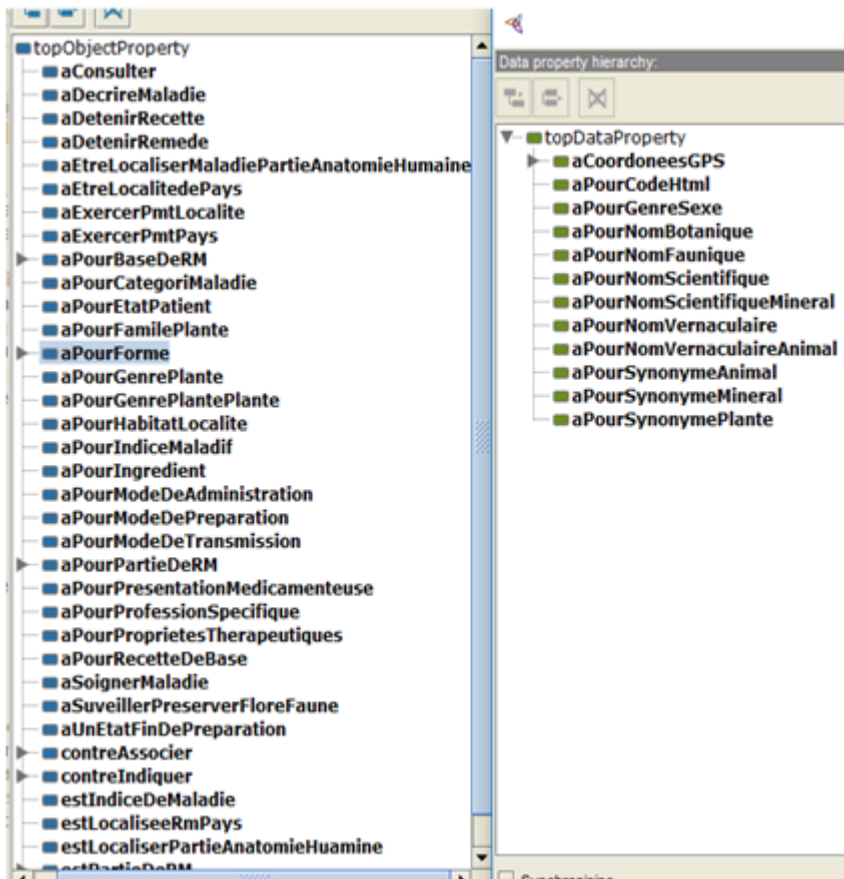 topObjectProperty
aConsulter
aDecrireMaladie
aDetenirRecette
aDetenirRemede
aEtreLocaliserMaladiePartieAnatomieHumaine
aEtreLocalitedePays
aExercerPmtLocalite
aExercerPmtPays
aPourBaseDeRM
aPourCategoriMaladie
aPourEtatPatient
aPourFamilePlante
aPourForme
aPourGenrePlante
aPourGenrePlantePlante
aPourHabitatLocalite
aPourIndiceMaladif
aPourIngredient
aPourModeDeAdministration
aPourModeDePreparation
aPourModeDeTransmission
aPourPartieDeRM
aPourPresentationMedicamenteuse
aPourProfessionSpecifique
aPourProprietesTherapeutiques
aPourRecetteDeBase
aSoignerMaladie
aSuveillerPreserverFloreFaune
aUnEtatFinDePreparation
contreAssocier
contreIndiquer
estIndiceDeMaladie
estLocaliseeRmPays
estLocaliserPartieAnatomieHuamine
estPartieDeRM
Data property hierarchy:
topDataProperty
aCoordoneesGPS
aPourCodeHtml
aPourGenreSexe
aPourNomBotanique
aPourNomFaunique
aPourNomScientifique
aPourNomScientifiqueMineral
aPourNomVernaculaire
aPourNomVernaculaireAnimal
aPourSynonymeAnimal
aPourSynonymeMineral
aPourSynonymePlante